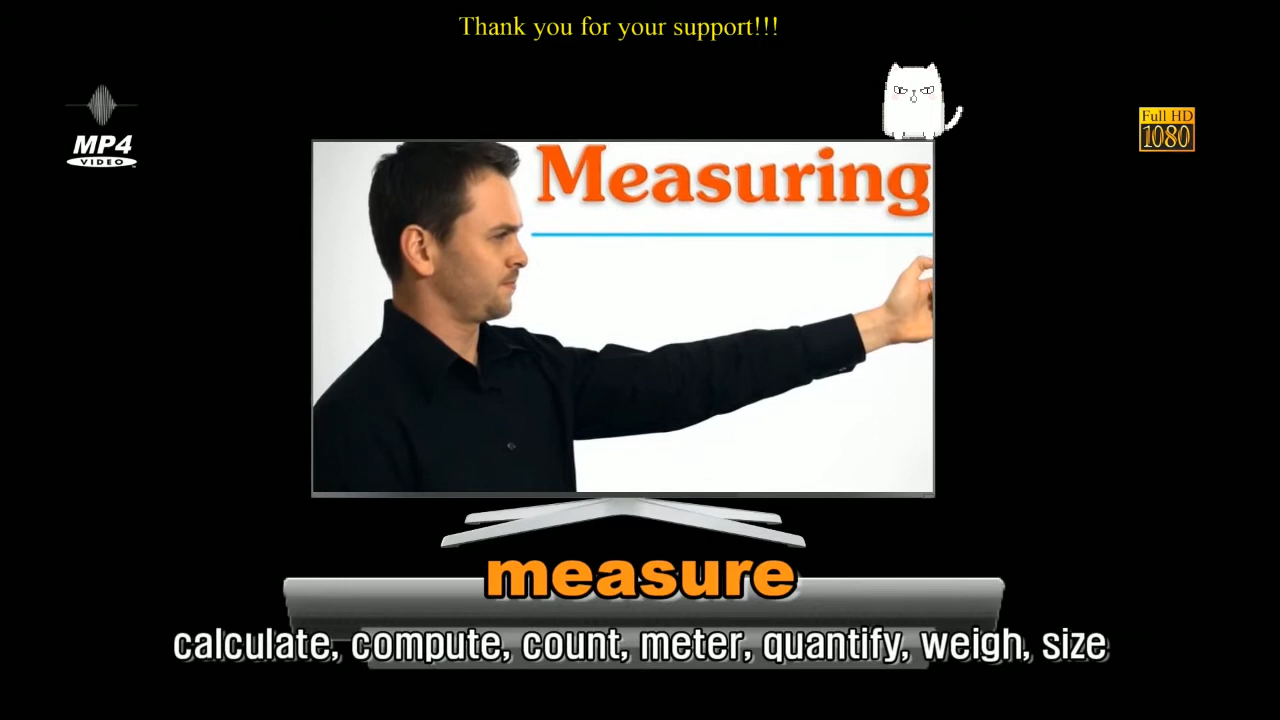 Thank you for your support!!!
MP4
VIDEO
Full HD
1080
Measuring
measure
calculate, compute, count, meter, quantify, weigh, size